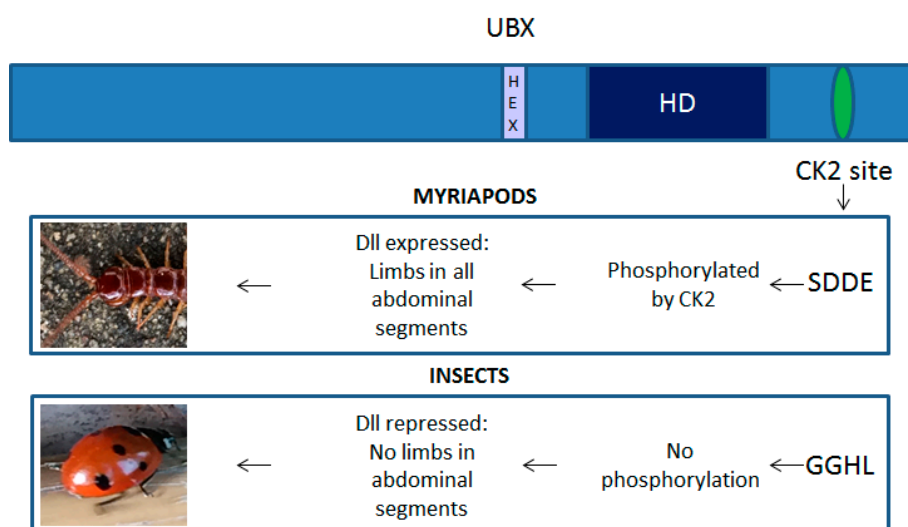 UBX
H
E
X
HD
CK2 site
MYRIAPODS
Dll expressed:
Limbs in all
abdominal
segments
Phosphorylated
by CK2
SDDE
INSECTS
Dll repressed:
No limbs in
abdominal
segments
No
phosphorylation
GGHL